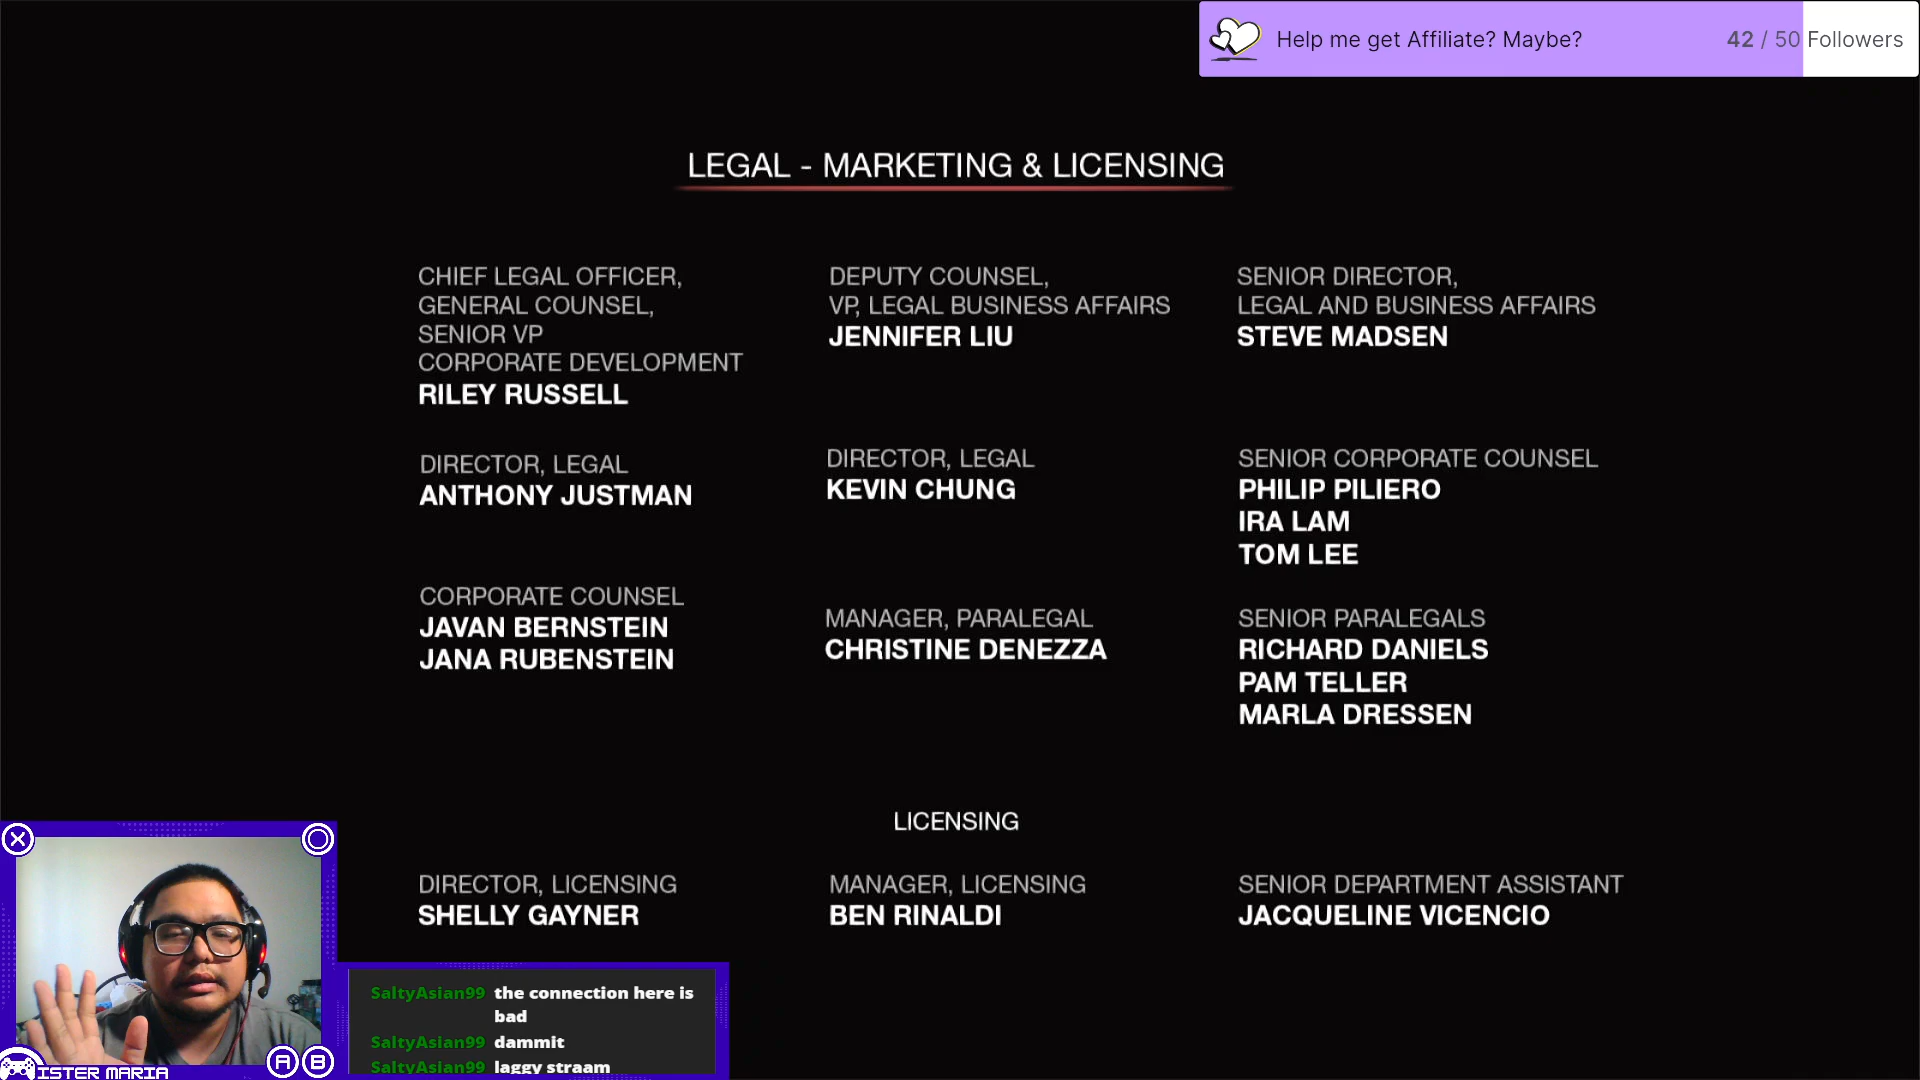 Help me get Affiliate? Maybe?
42 / 50 Followers
LEGAL - MARKETING & LICENSING
CHIEF LEGAL OFFICER,
GENERAL COUNSEL,
SENIOR VP
CORPORATE DEVELOPMENT
RILEY RUSSELL
DEPUTY COUNSEL,
VP, LEGAL BUSINESS AFFAIRS
JENNIFER LIU
SENIOR DIRECTOR,
LEGAL AND BUSINESS AFFAIRS
STEVE MADSEN
DIRECTOR, LEGAL
ANTHONY JUSTMAN
DIRECTOR, LEGAL
KEVIN CHUNG
SENIOR CORPORATE COUNSEL
PHILIP PILIERO
IRA LAM
TOM LEE
CORPORATE COUNSEL
JAVAN BERNSTEIN
JANA RUBENSTEIN
MANAGER, PARALEGAL
CHRISTINE DENEZZA
SENIOR PARALEGALS
RICHARD DANIELS
PAM TELLER
MARLA DRESSEN
LICENSING
DIRECTOR, LICENSING
SHELLY GAYNER
MANAGER, LICENSING
BEN RINALDI
SENIOR DEPARTMENT ASSISTANT
JACQUELINE VICENCIO
A B
ISTER MARIA
SaltyAsian99 the connection here is
bad
SaltyAsian99 dammit
SaltyAsian99 laggy straam